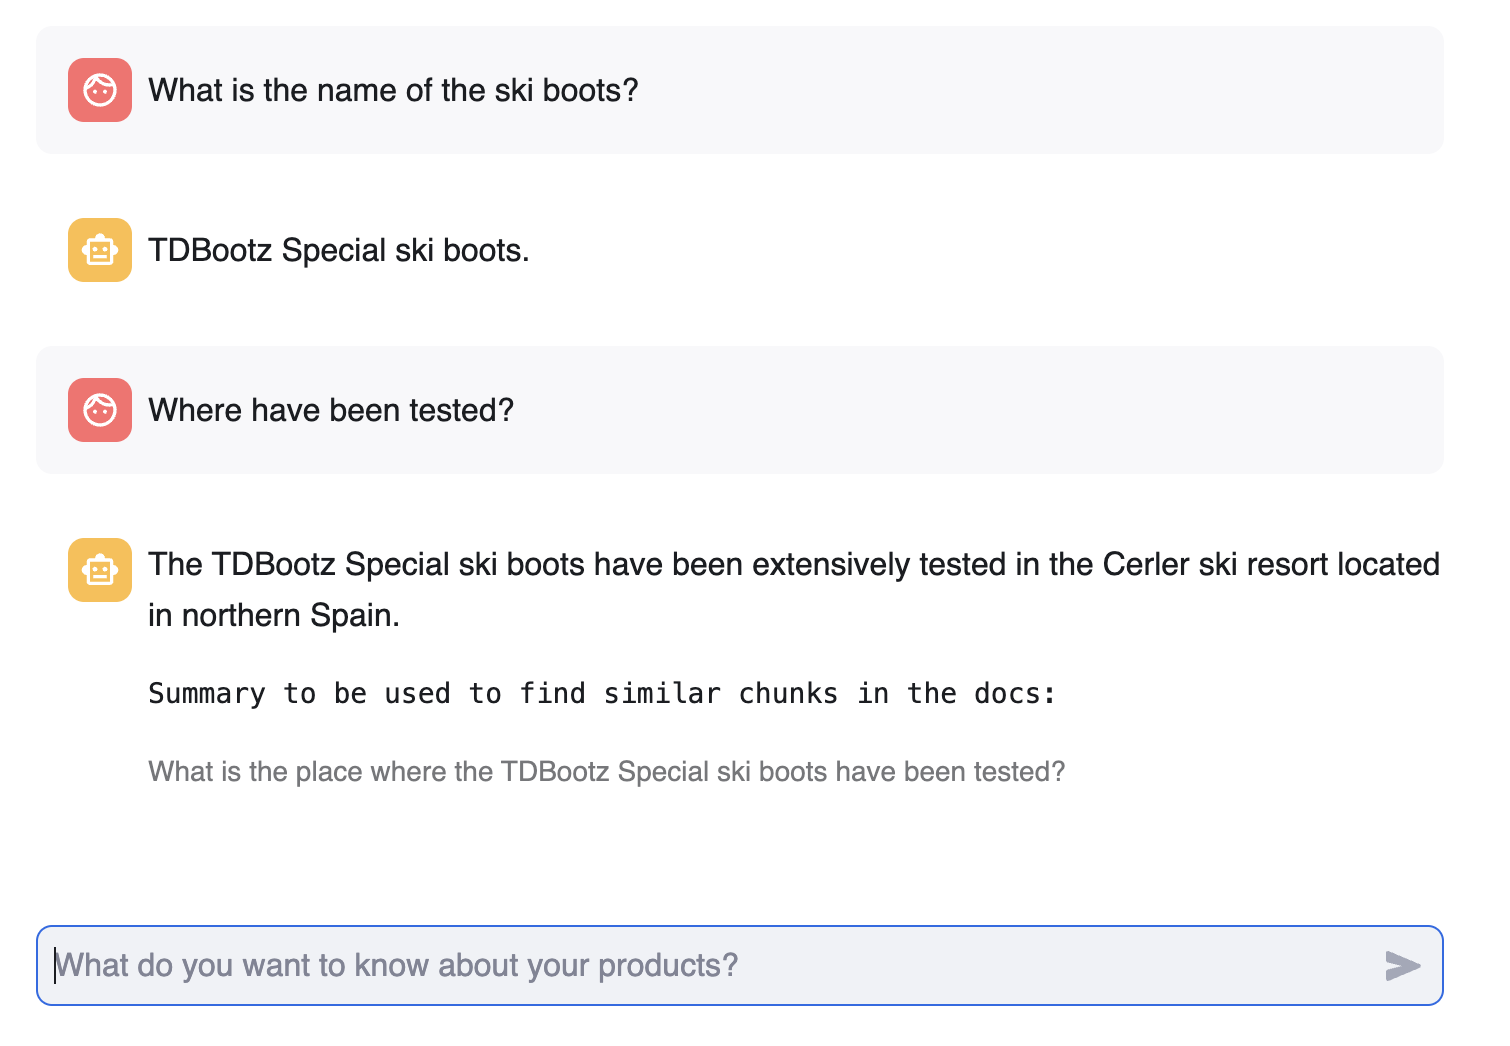 What is the name of the ski boots?
TDBootz Special ski boots.
Where have been tested?
The TDBootz Special ski boots have been extensively tested in the Cerler ski resort located
in northern Spain.
Summary to be used to find similar chunks in the docs:
What is the place where the TDBootz Special ski boots have been tested?
What do you want to know about your products?